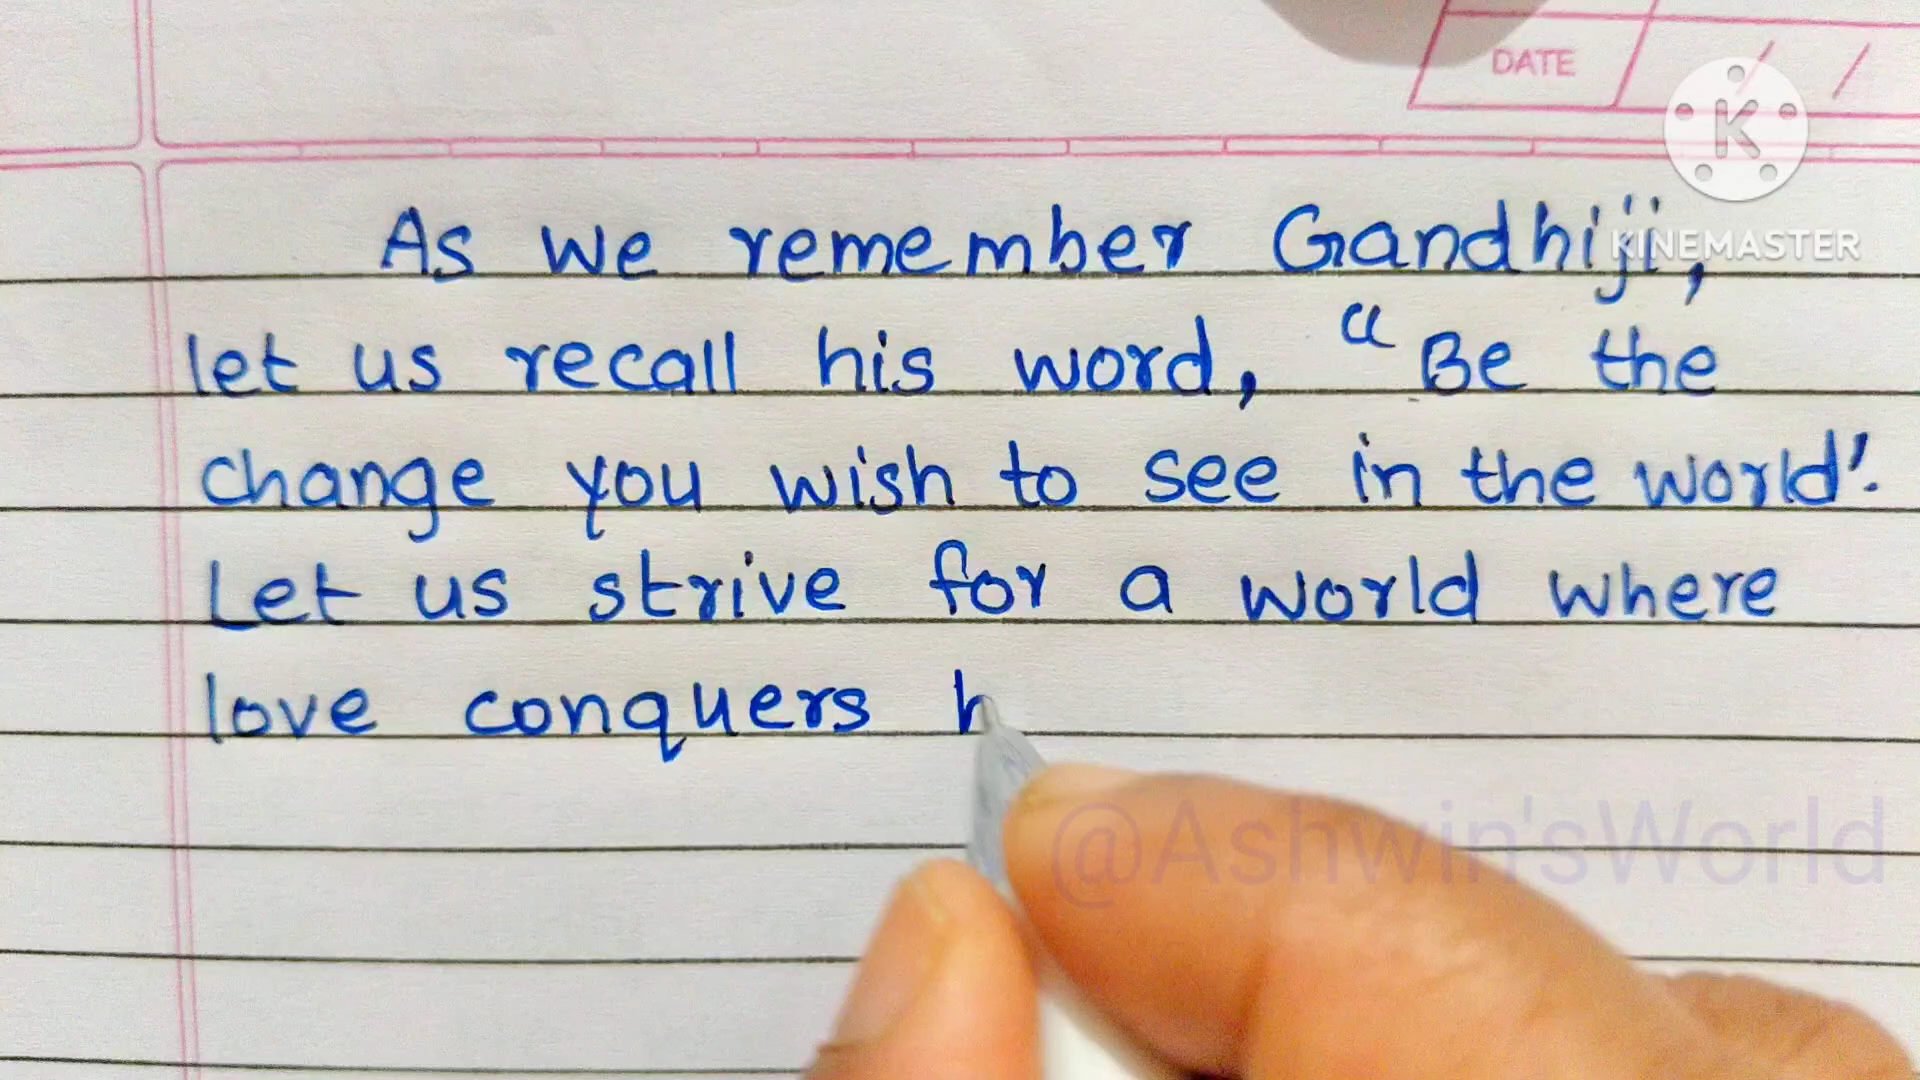 DATE / /
K
KINEMASTER
As we remember Gandhiji,
let us recall his word, “Be the
change you wish to see in the world'.
Let us strive for a world where
love conquers h
@Ashwin'sWorld